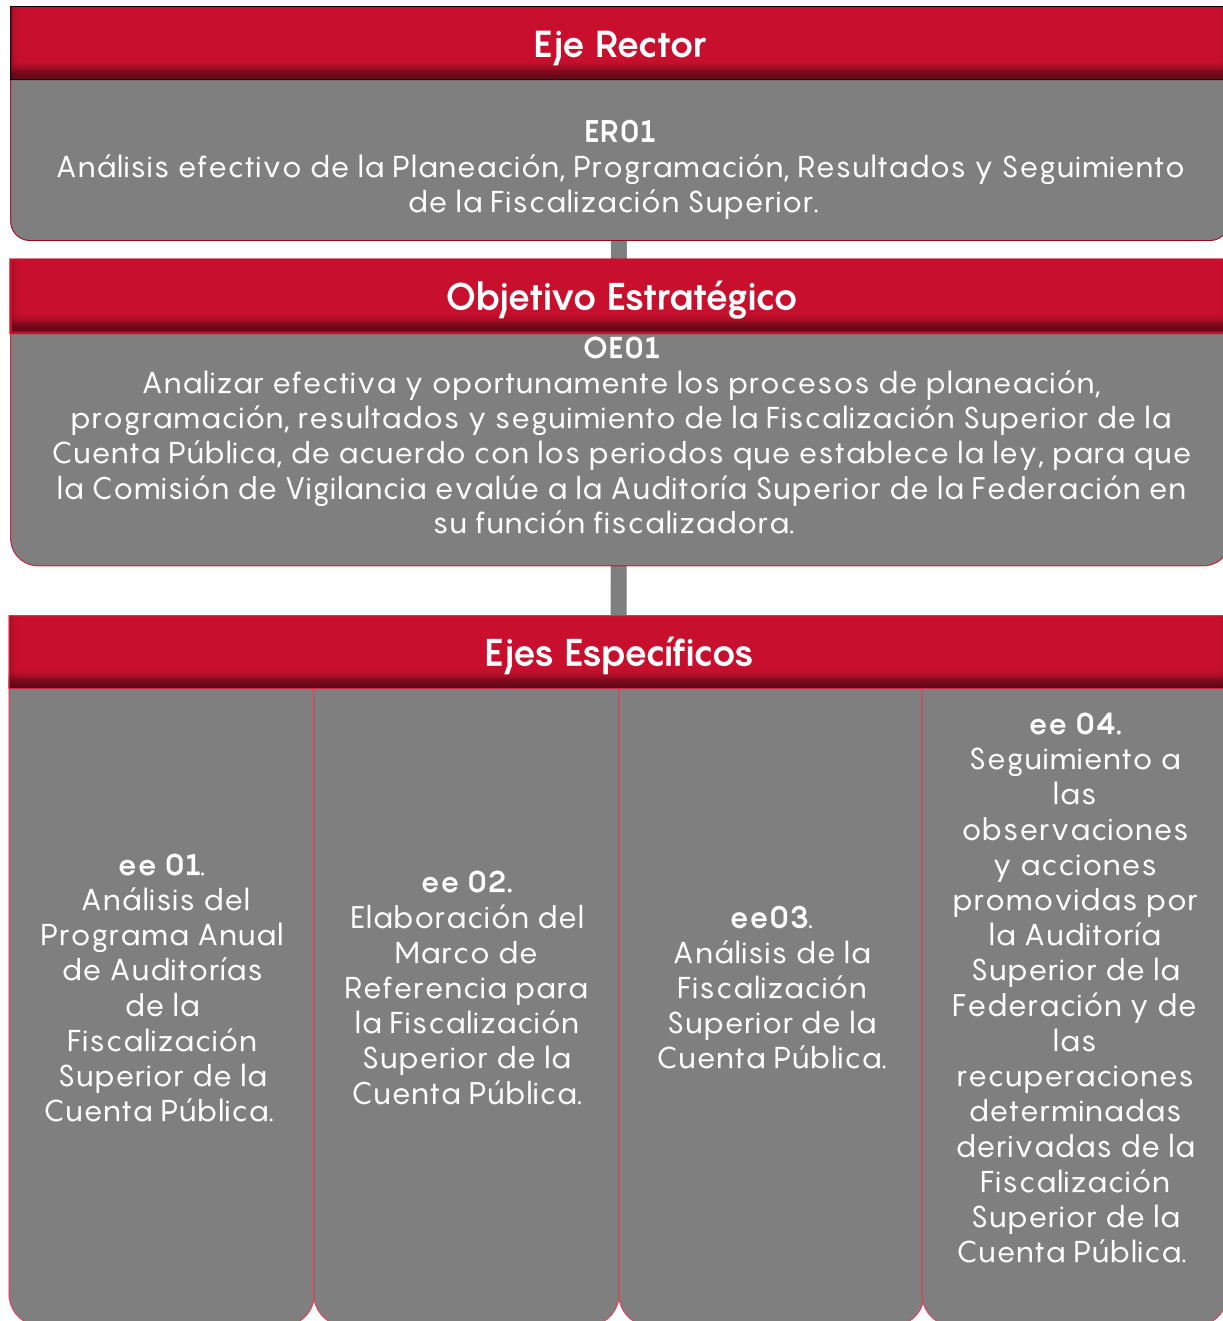 Eje Rector
ER01
Análisis efectivo de la Planeación, Programación, Resultados y Seguimiento
de la Fiscalización Superior.
Objetivo Estratégico
OE01
Analizar efectiva y oportunamente los procesos de planeación,
programación, resultados y seguimiento de la Fiscalización Superior de la
Cuenta Pública, de acuerdo con los periodos que establece la ley, para que
la Comisión de Vigilancia evalúe a la Auditoría Superior de la Federación en
su función fiscalizadora.
Ejes Específicos
ee 01.
Análisis del
Programa Anual
de Auditorías
de la
Fiscalización
Superior de la
Cuenta Pública.
ee 02.
Elaboración del
Marco de
Referencia para
la Fiscalización
Superior de la
Cuenta Pública.
ee03.
Análisis de la
Fiscalización
Superior de la
Cuenta Pública.
ee 04.
Seguimiento a
las
observaciones
y acciones
promovidas por
la Auditoría
Superior de la
Federación y de
las
recuperaciones
determinadas
derivadas de la
Fiscalización
Superior de la
Cuenta Pública.